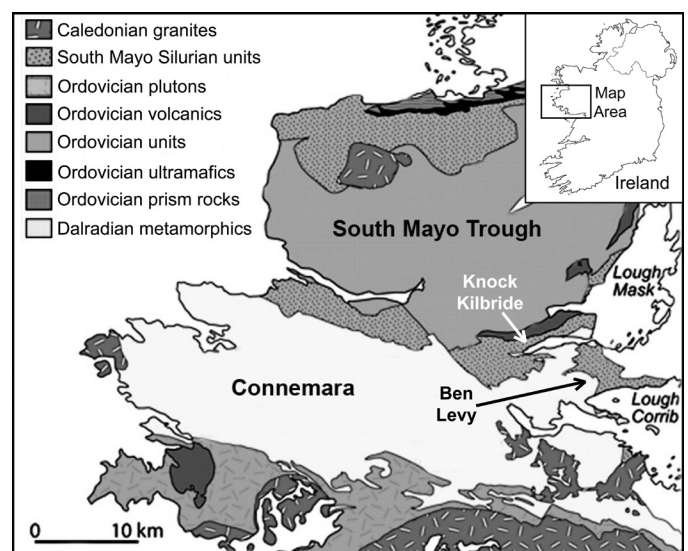 Caledonian granites
South Mayo Silurian units
Ordovician plutons
Ordovician volcanics
Ordovician units
Ordovician ultramafics
Ordovician prism rocks
Dalradian metamorphics
Map
Area
Ireland
South Mayo Trough
Lough
Mask
Knock
Kilbride
Connemara
Ben
Levy
Lough
Corrib
0 10 km